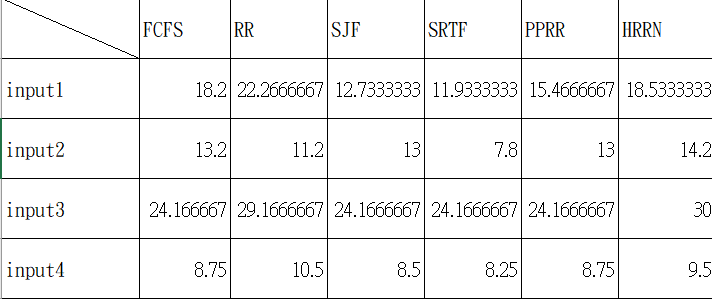 FCFS RR SJF SRTF PPRR HRRN
input1 18.2 22.2666667 12.7333333 11.9333333 15.4666667 18.5333333
input2 13.2 11.2 13 7.8 13 14.2
input3 24.166667 29.1666667 24.1666667 24.1666667 24.1666667 30
input4 8.75 10.5 8.5 8.25 8.75 9.5